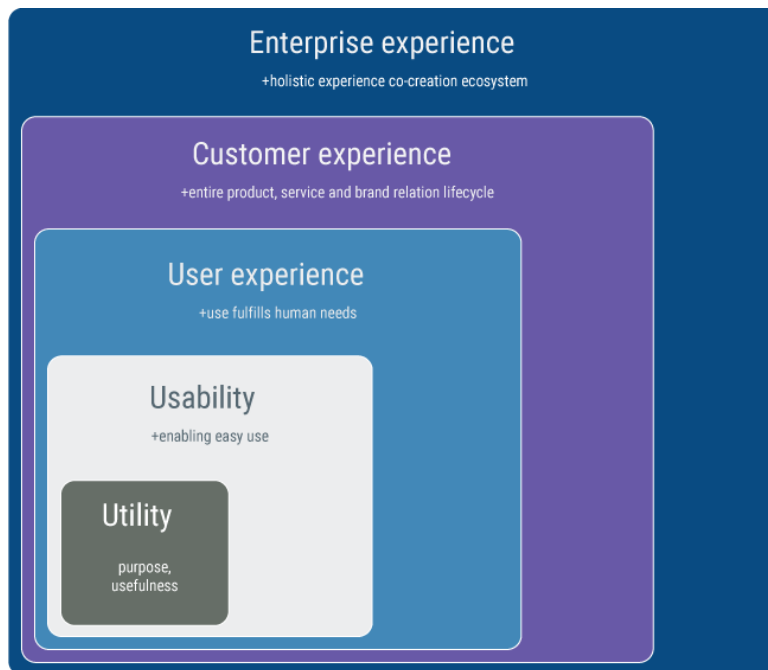 Enterprise experience
+holistic experience co-creation ecosystem
Customer experience
+entire product, service and brand relation lifecycle
User experience
+use fulfills human needs
Usability
+enabling easy use
Utility
purpose,
usefulness